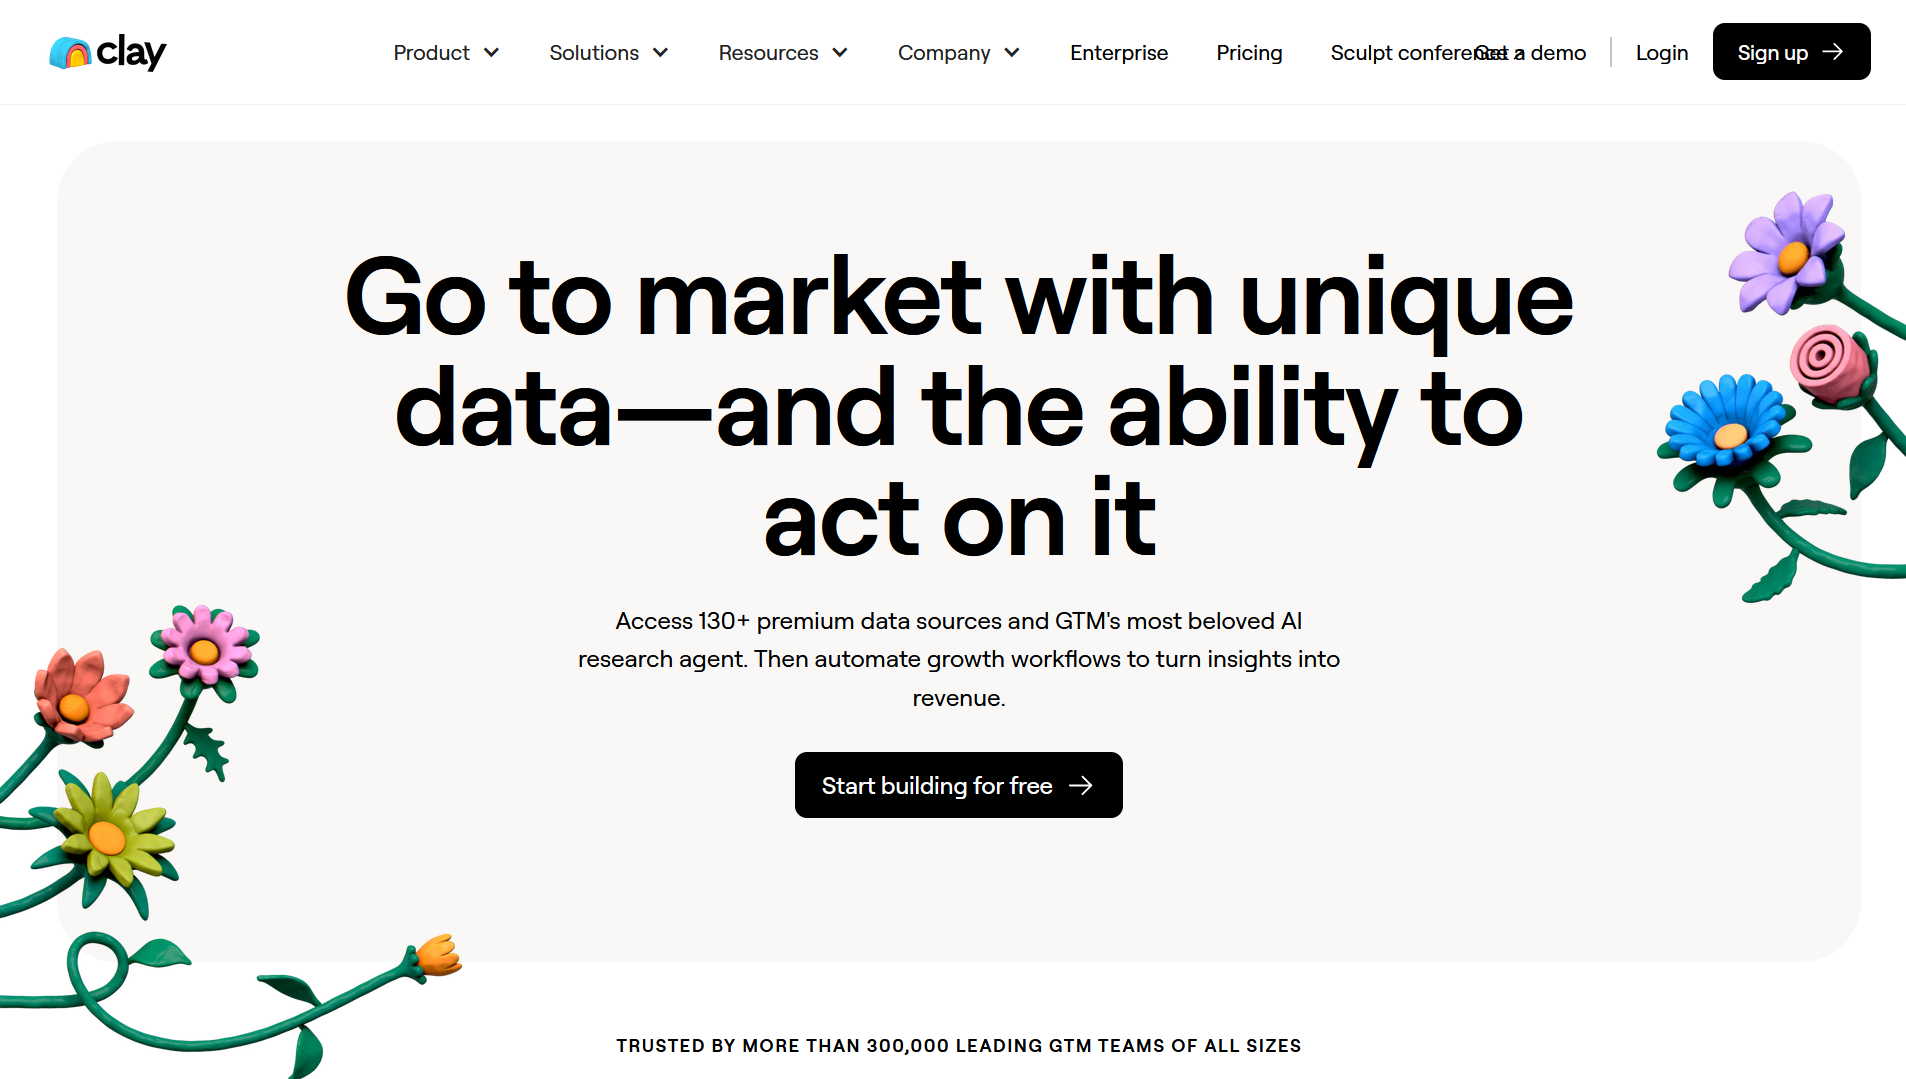 clay
Product
Solutions
Resources
Company
Enterprise
Pricing
Sculpt conference
Get a demo
Login
Sign up
Go to market with unique
data—and the ability to
act on it
Access 130+ premium data sources and GTM's most beloved AI
research agent. Then automate growth workflows to turn insights into
revenue.
Start building for free
TRUSTED BY MORE THAN 300,000 LEADING GTM TEAMS OF ALL SIZES